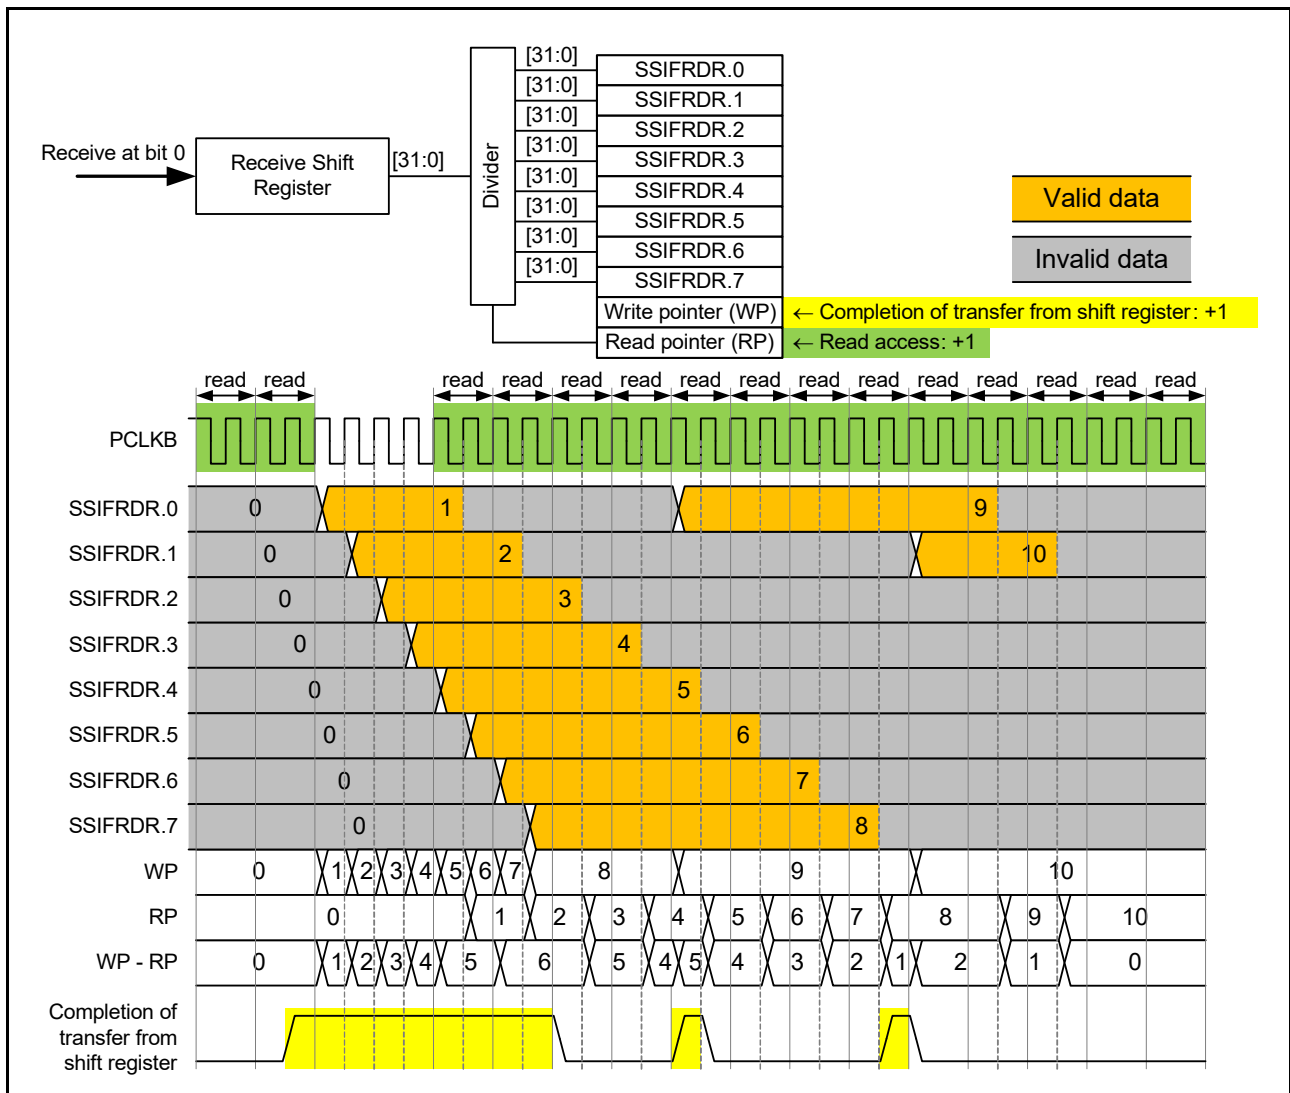 [31:0]
SSIFRDR.0
[31:0]
SSIFRDR.1
[31:0]
SSIFRDR.2
[31:0]
SSIFRDR.3
[31:0]
SSIFRDR.4
[31:0]
SSIFRDR.5
[31:0]
SSIFRDR.6
[31:0]
SSIFRDR.7
Receive at bit 0
Receive Shift
Register
[31:0]
Divider
Write pointer (WP)
← Completion of transfer from shift register: +1
Read pointer (RP)
← Read access: +1
Valid data
Invalid data
read read read read read read read read read read read read read read read
PCLKB
SSIFRDR.0 0 1 9
SSIFRDR.1 0 2 10
SSIFRDR.2 0 3
SSIFRDR.3 0 4
SSIFRDR.4 0 5
SSIFRDR.5 0 6
SSIFRDR.6 0 7
SSIFRDR.7 0 8
WP 0 1 2 3 4 5 6 7 8 9 10
RP 0 1 2 3 4 5 6 7 8 9 10
WP - RP 0 1 2 3 4 5 6 5 4 5 4 3 2 1 2 1 0
Completion of
transfer from
shift register